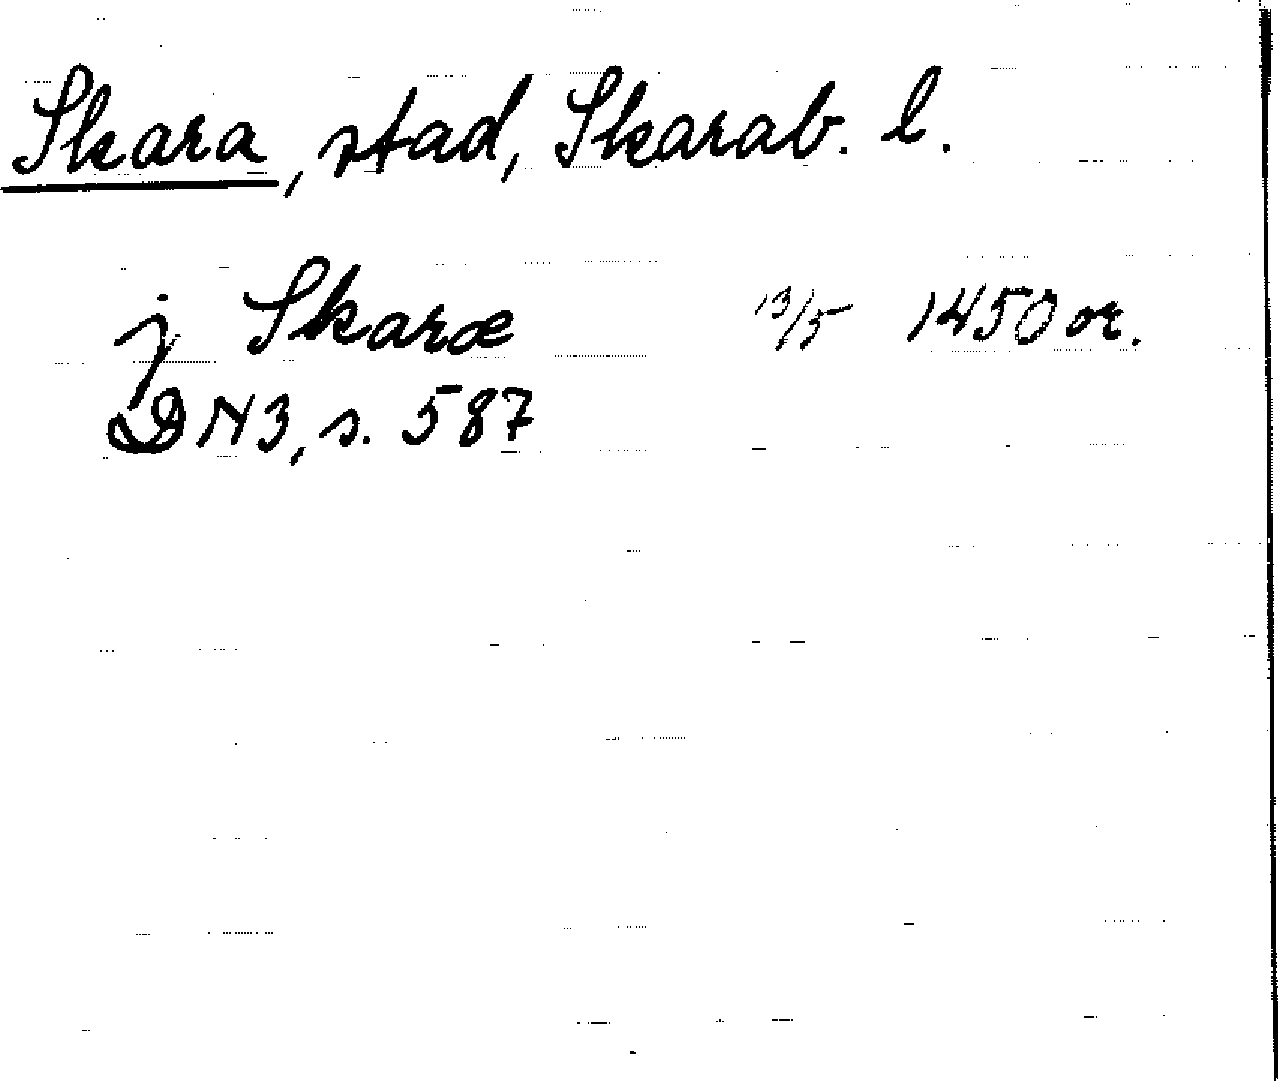 Skara, stad, Skarab. l.
j Skaræ 13/5 1450 or.
DN3, s. 587